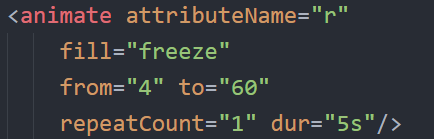 <animate attributeName="r"
fill="freeze"
from="4" to="60"
repeatCount="1" dur="5s"/>